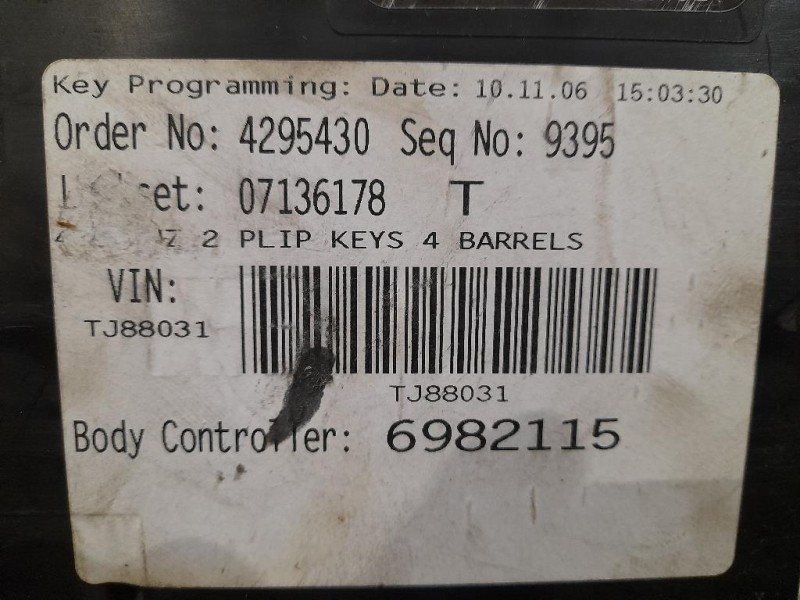 Key Programming: Date: 10.11.06 15:03:30
Order No: 4295430 Seq No: 9395
07136178 T
2 PLIP KEYS 4 BARRELS
VIN:
TJ88031
TJ88031
Body Controller: 6982115